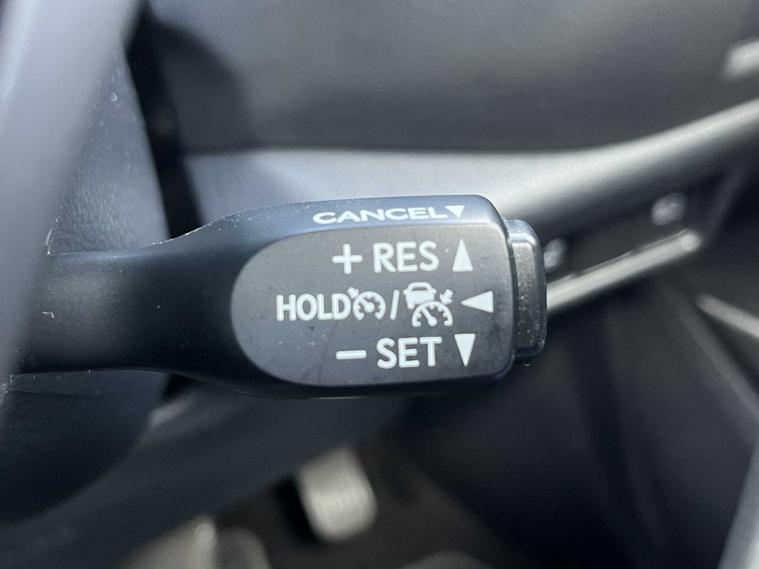 CANCEL▼
+ RES ▲
HOLD / ◀
- SET ▼